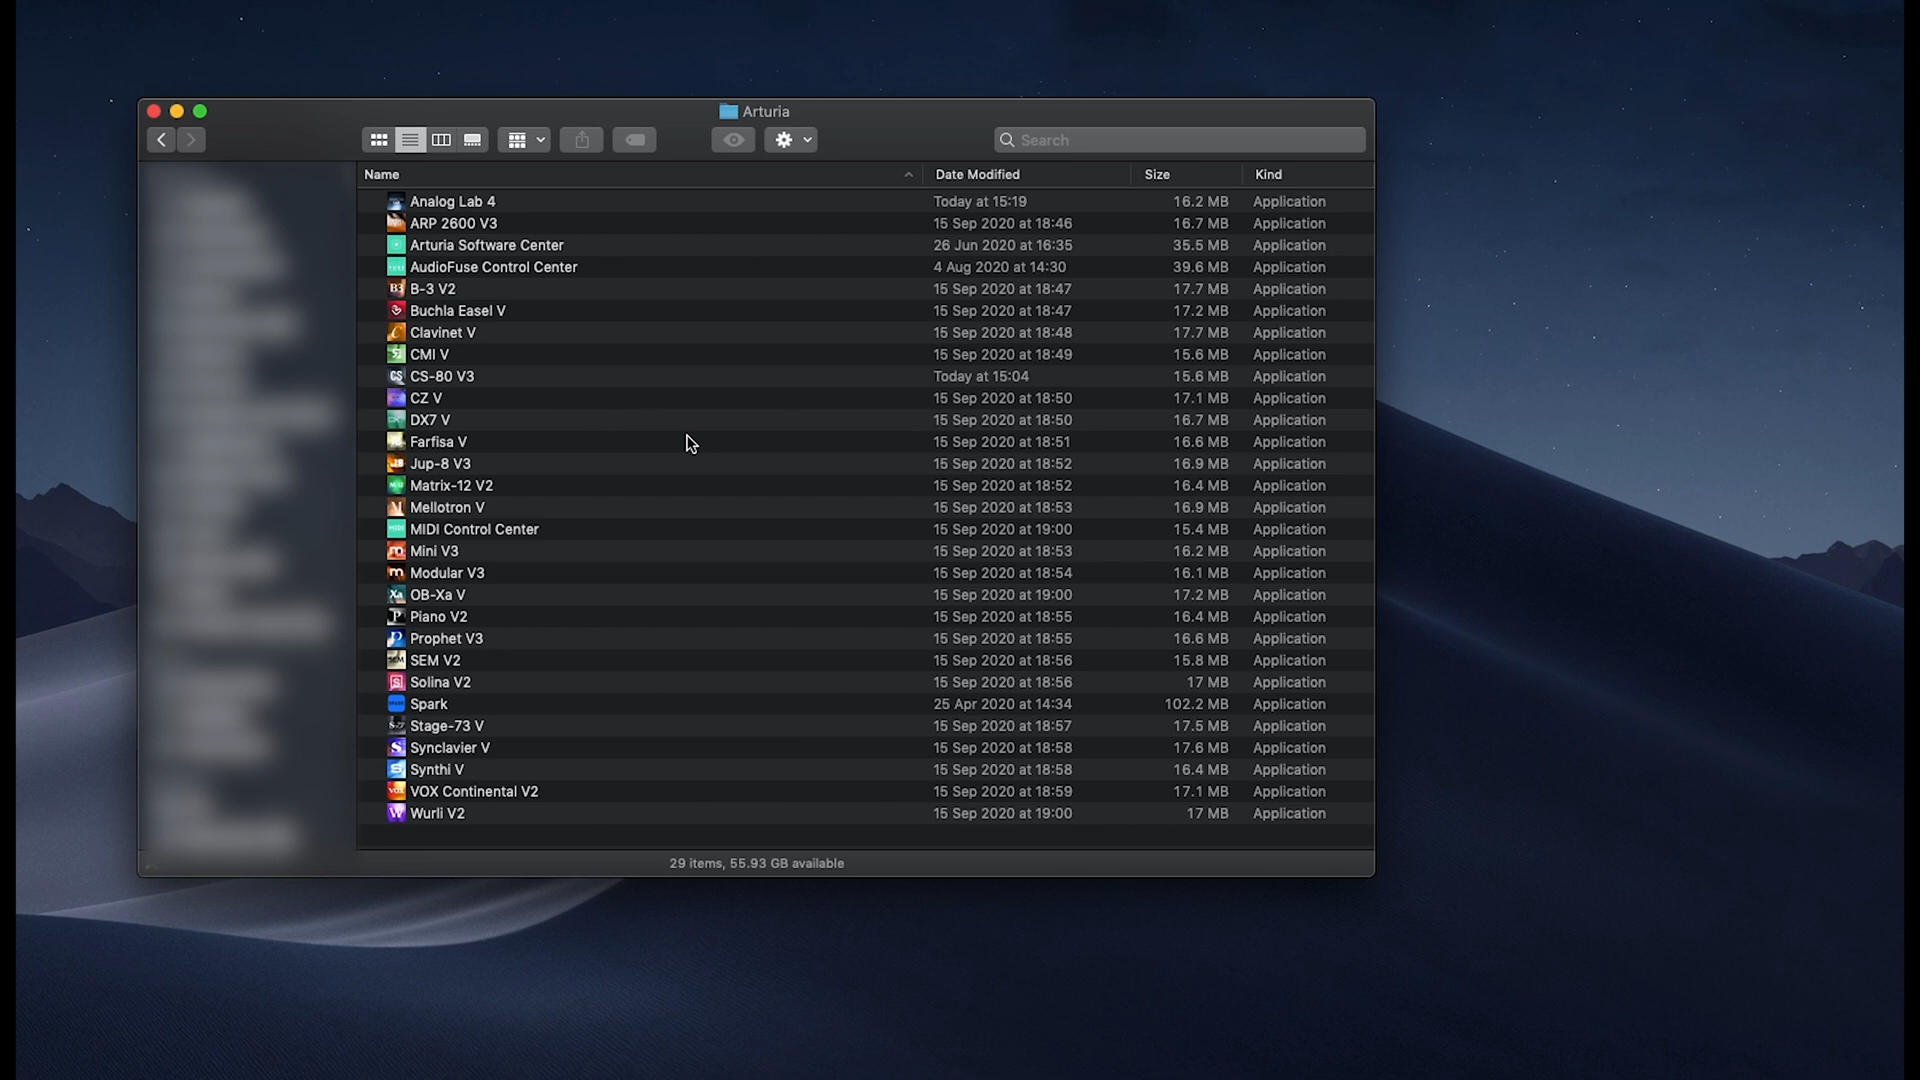 Arturia
Search
Name Date Modified Size Kind
Analog Lab 4 Today at 15:19 16.2 MB Application
ARP 2600 V3 15 Sep 2020 at 18:46 16.7 MB Application
Arturia Software Center 26 Jun 2020 at 16:35 35.5 MB Application
AudioFuse Control Center 4 Aug 2020 at 14:30 39.6 MB Application
B-3 V2 15 Sep 2020 at 18:47 17.7 MB Application
Buchla Easel V 15 Sep 2020 at 18:47 17.2 MB Application
Clavinet V 15 Sep 2020 at 18:48 17.7 MB Application
CMI V 15 Sep 2020 at 18:49 15.6 MB Application
CS-80 V3 Today at 15:04 15.6 MB Application
CZ V 15 Sep 2020 at 18:50 17.1 MB Application
DX7 V 15 Sep 2020 at 18:50 16.7 MB Application
Farfisa V 15 Sep 2020 at 18:51 16.6 MB Application
Jup-8 V3 15 Sep 2020 at 18:52 16.9 MB Application
Matrix-12 V2 15 Sep 2020 at 18:52 16.4 MB Application
Mellotron V 15 Sep 2020 at 18:53 16.9 MB Application
MIDI Control Center 15 Sep 2020 at 19:00 15.4 MB Application
Mini V3 15 Sep 2020 at 18:53 16.2 MB Application
Modular V3 15 Sep 2020 at 18:54 16.1 MB Application
OB-Xa V 15 Sep 2020 at 19:00 17.2 MB Application
Piano V2 15 Sep 2020 at 18:55 16.4 MB Application
Prophet V3 15 Sep 2020 at 18:55 16.6 MB Application
SEM V2 15 Sep 2020 at 18:56 15.8 MB Application
Solina V2 15 Sep 2020 at 18:56 17 MB Application
Spark 25 Apr 2020 at 14:34 102.2 MB Application
Stage-73 V 15 Sep 2020 at 18:57 17.5 MB Application
Synclavier V 15 Sep 2020 at 18:58 17.6 MB Application
Synthi V 15 Sep 2020 at 18:58 16.4 MB Application
VOX Continental V2 15 Sep 2020 at 18:59 17.1 MB Application
Wurli V2 15 Sep 2020 at 19:00 17 MB Application
29 items, 55.93 GB available